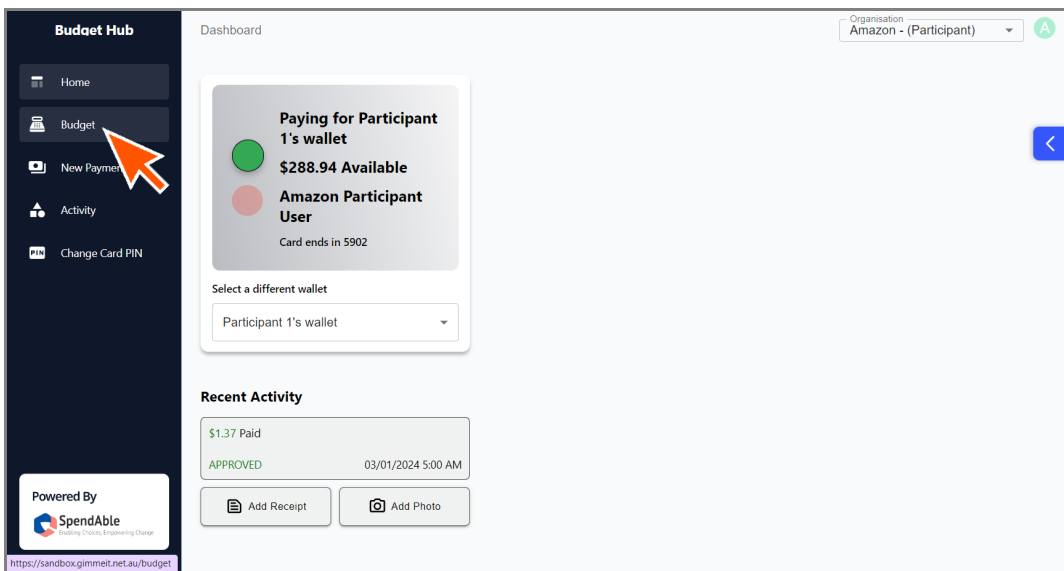 Budget Hub
Home
Budget
New Paymen
Activity
PIN
Change Card PIN
Powered By
SpendAble
Enabling Choices, Empowering Change
https://sandbox.gimmeit.net.au/budget
Dashboard
Organisation
Amazon - (Participant)
A
Paying for Participant
1's wallet
$288.94 Available
Amazon Participant
User
Card ends in 5902
Select a different wallet
Participant 1's wallet
Recent Activity
$1.37 Paid
APPROVED 03/01/2024 5:00 AM
Add Receipt Add Photo